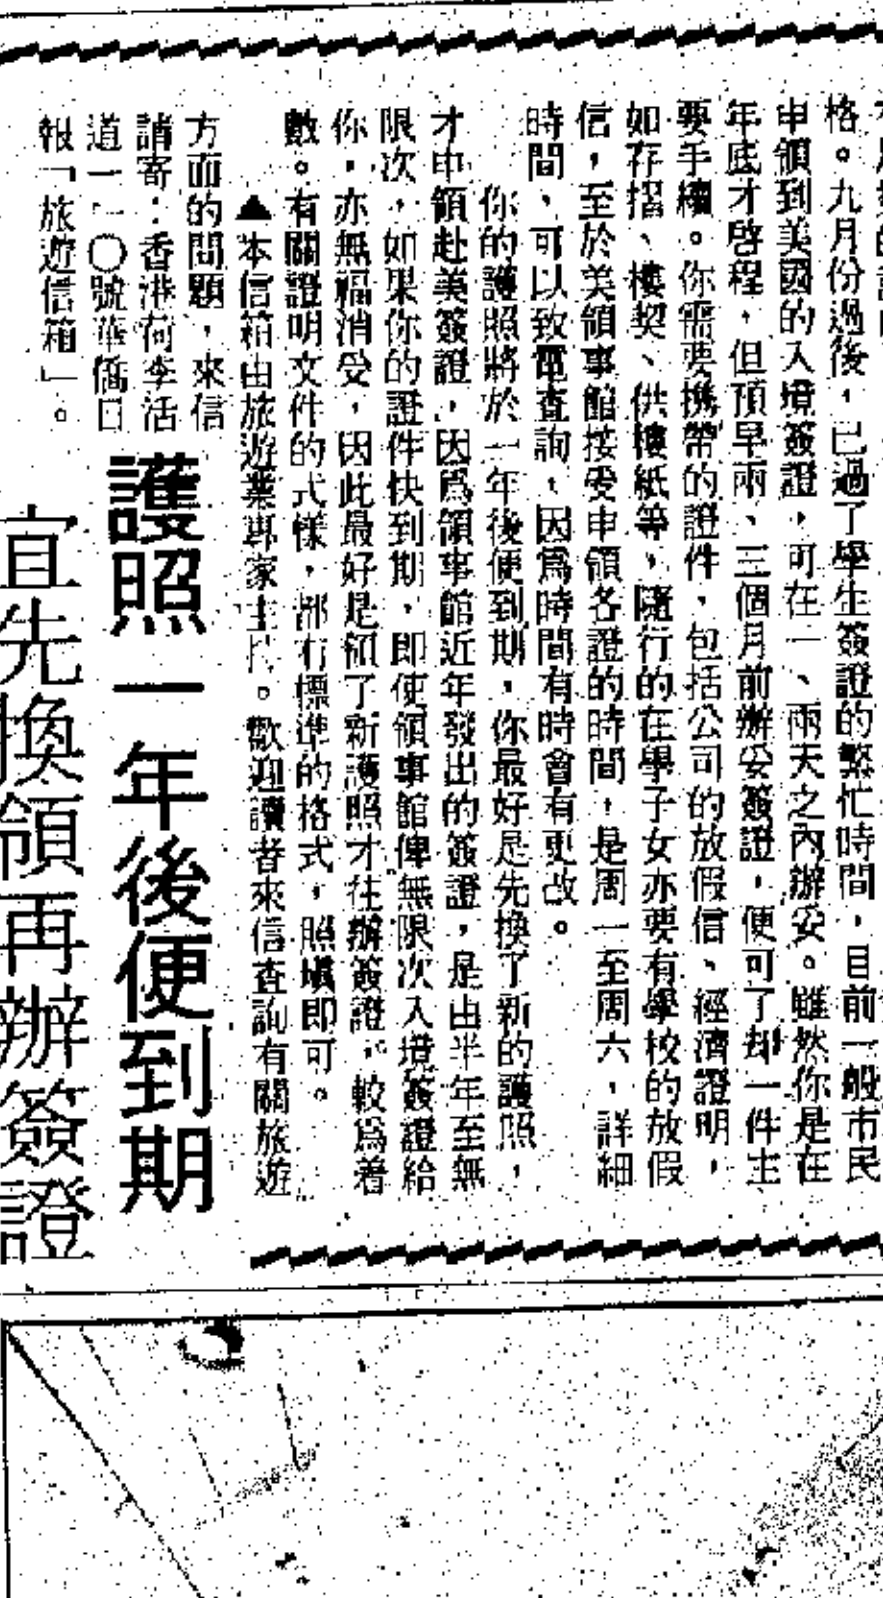 護照一年後便到期
宜先換領再辦簽證
格。九月份過後，已過了學生簽證的繁忙時間，目前一般市民
申領到美國的入境簽證，可在一、兩天之內辦妥。雖然你是在
年底才啓程，但預早兩、三個月前辦妥簽證，便可了却一件主
要手續。你需要携帶的證件，包括公司的放假信、經濟證明，
如存摺、樓契、供樓紙等，隨行的在學子女亦要有學校的放假
信，至於美領事館接受申領各證的時間，是周一至周六，詳細
時間，可以致電查詢，因爲時間有時會有更改。
你的護照將於一年後便到期，你最好是先換了新的護照，
才申領赴美簽證，因爲領事館近年發出的簽證，是由半年至無
限次，如果你的證件快到期，即使領事館俾無限次入境簽證給
你，亦無福消受，因此最好是領了新護照才往辦簽證，較爲着
數。有關證明文件的式樣，都有標準的格式，照填即可。
▲本信箱由旅遊業專家主持。歡迎讀者來信查詢有關旅遊
方面的問題，來信
請寄：香港荷李活
道一一〇號華僑日
報「旅遊信箱」。